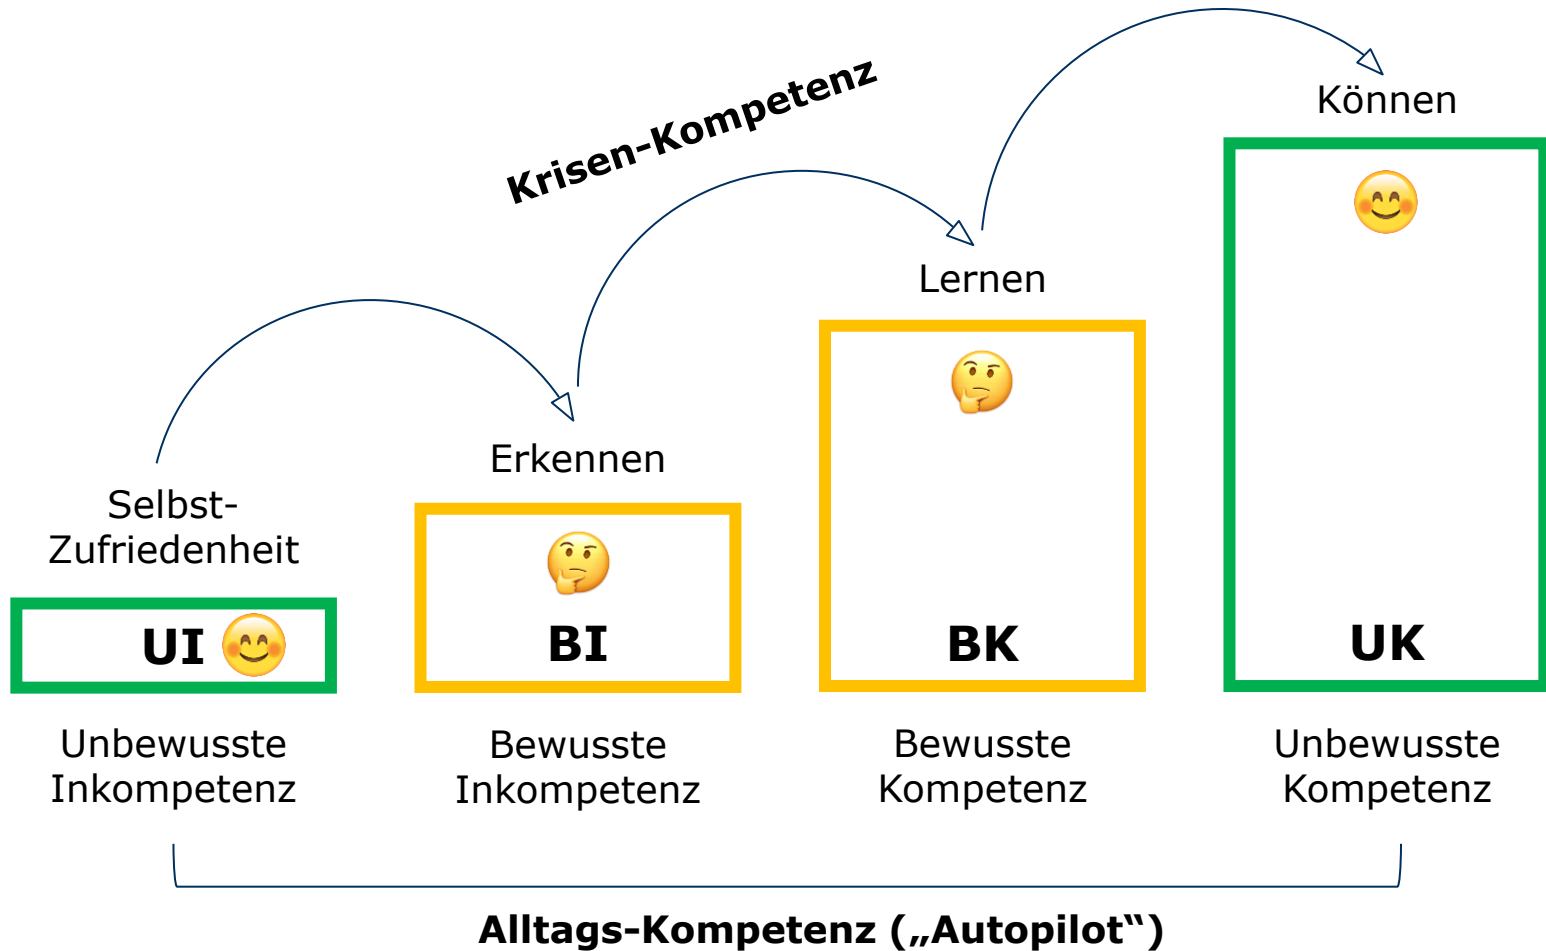 Krisen-Kompetenz
Können
Lernen
Erkennen
Selbst-
Zufriedenheit
UI
BI
BK
UK
Unbewusste
Inkompetenz
Bewusste
Inkompetenz
Bewusste
Kompetenz
Unbewusste
Kompetenz
Alltags-Kompetenz („Autopilot“)